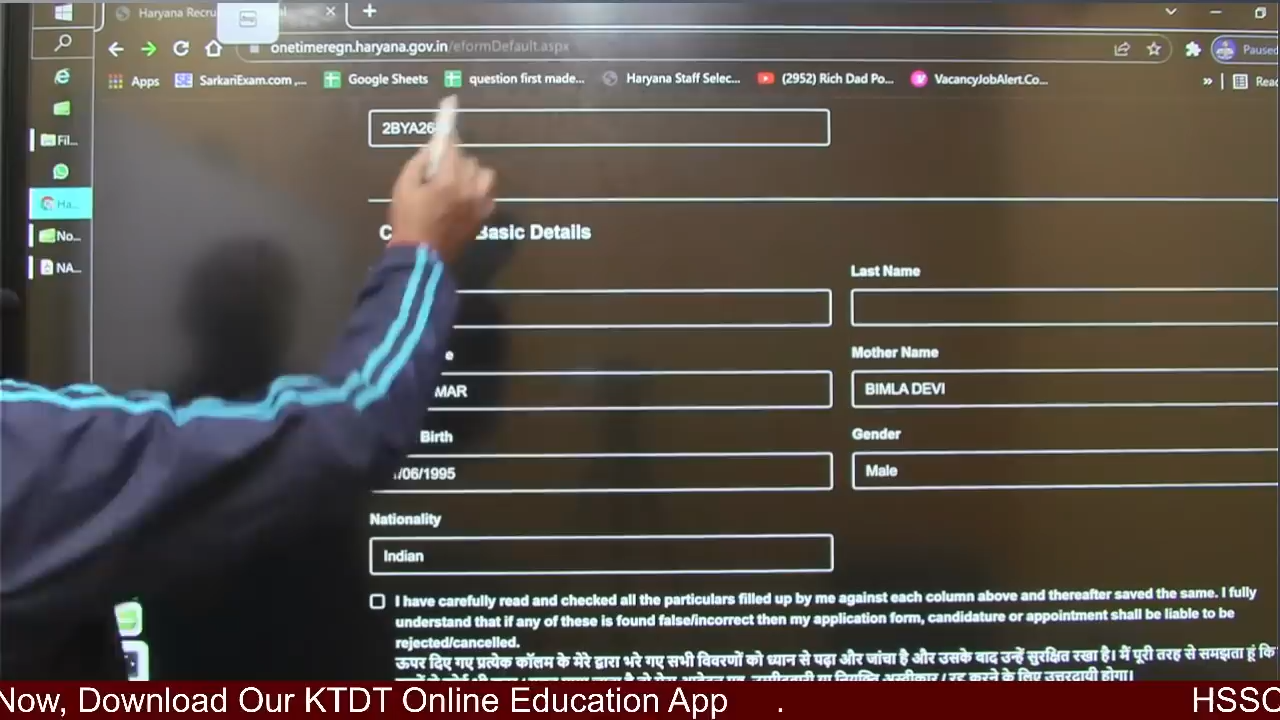 Haryana Recru
onetimeregn.haryana.gov.in/eformDefault.aspx
Paused
Apps
SarkariExam.com ,...
Google Sheets
question first made...
Haryana Staff Selec...
(2952) Rich Dad Po...
VacancyJobAlert.Co...
»
Rea
Fil...
Ha...
No...
NA...
2BYA26
Basic Details
Last Name
e
Mother Name
MAR
BIMLA DEVI
Birth
Gender
/06/1995
Male
Nationality
Indian
I have carefully read and checked all the particulars filled up by me against each column above and thereafter saved the same. I fully
understand that if any of these is found false/incorrect then my application form, candidature or appointment shall be liable to be
rejected/cancelled.
ऊपर दिए गए प्रत्येक कॉलम के मेरे द्वारा भरे गए सभी विवरणों को ध्यान से पढ़ा और जांचा है और उसके बाद उन्हें सुरक्षित रखा है। मैं पूरी तरह से समझता हूं कि
Now, Download Our KTDT Online Education App . HSSC